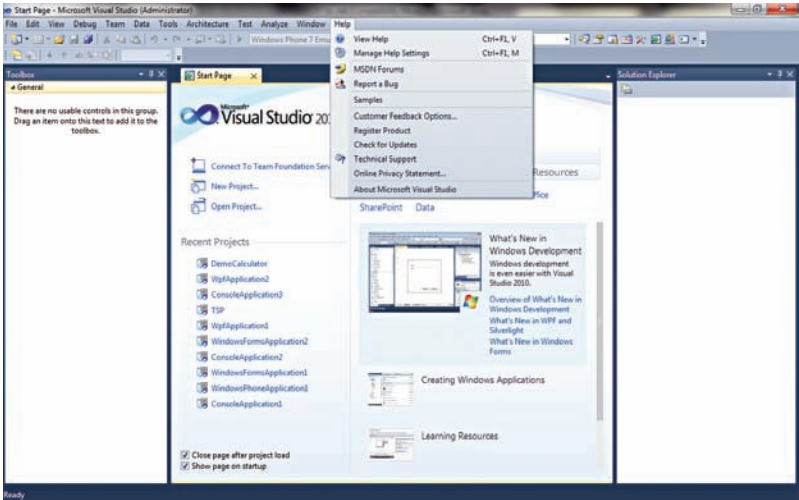 Start Page - Microsoft Visual Studio (Administrator)
File Edit View Debug Team Data Tools Architecture Test Analyze Window Help
Windows Phone 7 Emu
View Help Ctrl+F1, V
Manage Help Settings Ctrl+F1, M
MSDN Forums
Report a Bug
Samples
Customer Feedback Options...
Register Product
Check for Updates
Technical Support
Online Privacy Statement...
About Microsoft Visual Studio
Toolbox
General
There are no usable controls in this group.
Drag an item onto this text to add it to the
toolbox.
Start Page
Microsoft
Visual Studio 20
Connect To Team Foundation Serv
New Project...
Open Project...
Recent Projects
DemoCalculator
WpfApplication2
ConsoleApplication3
TSP
WpfApplication1
WindowsFormsApplication2
ConsoleApplication2
WindowsFormsApplication1
WindowsPhoneApplication1
ConsoleApplication1
Close page after project load
Show page on startup
Resources
ffice
SharePoint Data
What's New in
Windows Development
Windows development
is even easier with Visual
Studio 2010.
Overview of What's New in
Windows Development
What's New in WPF and
Silverlight
What's New in Windows
Forms
Creating Windows Applications
Learning Resources
Solution Explorer
Ready